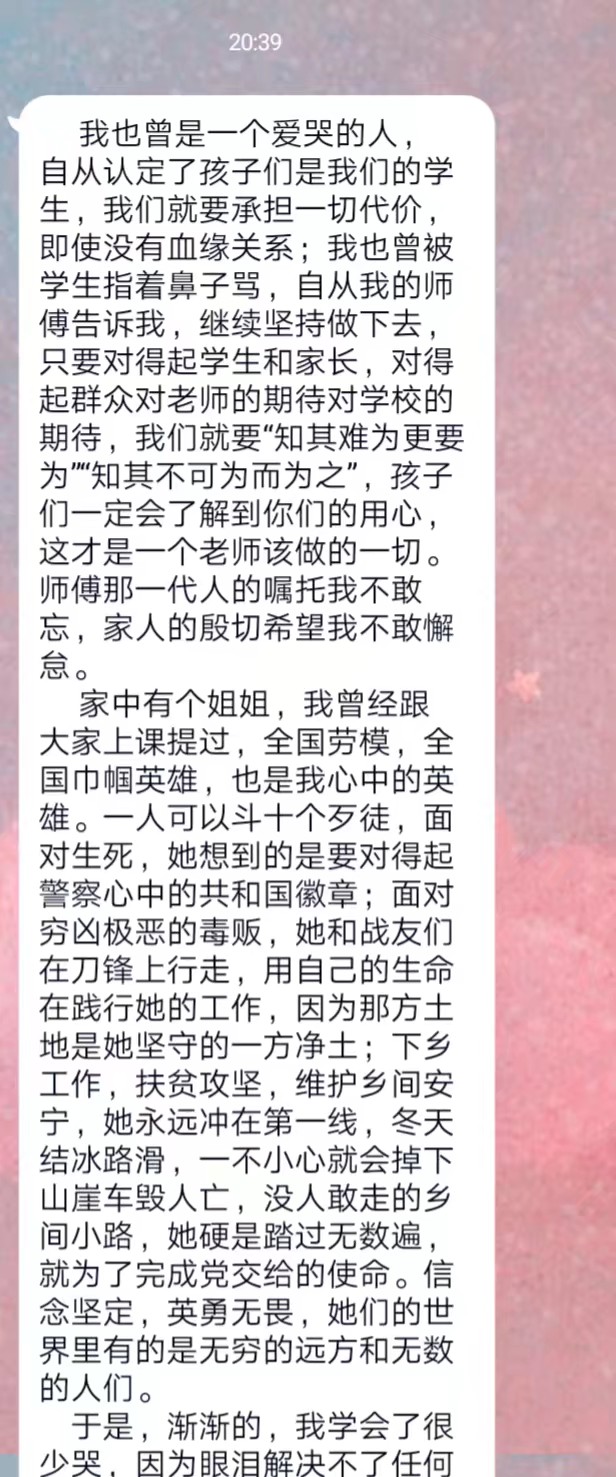 20:39
我也曾是一个爱哭的人，
自从认定了孩子们是我们的学
生，我们就要承担一切代价，
即使没有血缘关系；我也曾被
学生指着鼻子骂，自从我的师
傅告诉我，继续坚持做下去，
只要对得起学生和家长，对得
起群众对老师的期待对学校的
期待，我们就要“知其难为更要
为”“知其不可为而为之”，孩子
们一定会了解到你们的用心，
这才是一个老师该做的一切。
师傅那一代人的嘱托我不敢
忘，家人的殷切希望我不敢懈
怠。
家中有个姐姐，我曾经跟
大家上课提过，全国劳模，全
国巾帼英雄，也是我心中的英
雄。一人可以斗十个歹徒，面
对生死，她想到的是要对得起
警察心中的共和国徽章；面对
穷凶极恶的毒贩，她和战友们
在刀锋上行走，用自己的生命
在践行她的工作，因为那方土
地是她坚守的一方净土；下乡
工作，扶贫攻坚，维护乡间安
宁，她永远冲在第一线，冬天
结冰路滑，一不小心就会掉下
山崖车毁人亡，没人敢走的乡
间小路，她硬是踏过无数遍，
就为了完成党交给的使命。信
念坚定，英勇无畏，她们的世
界里有的是无穷的远方和无数
的人们。
于是，渐渐的，我学会了很
少哭，因为眼泪解决不了任何